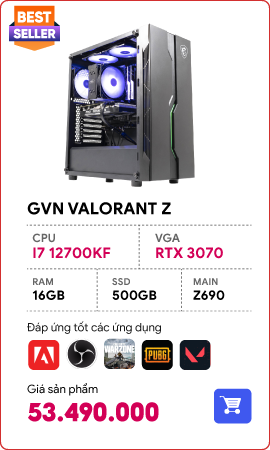 BEST
SELLER
GVN VALORANT Z
CPU
I7 12700KF
VGA
RTX 3070
RAM
16GB
SSD
500GB
MAIN
Z690
Đáp ứng tốt các ứng dụng
WARZONE
PUBG
Giá sản phẩm
53.490.000